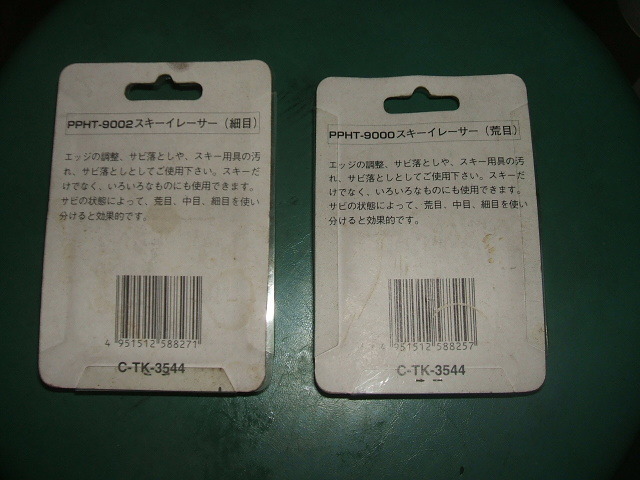 PPHT-9002スキーイレーサー（細目）
エッジの調整、サビ落としや、スキー用具の汚
れ、サビ落としとしてご使用下さい。スキーだ
けでなく、いろいろなものにも使用できます。
サビの状態によって、荒目、中目、細目を使い
分けると効果的です。
4 951512 588271
C-TK-3544
PPHT-9000スキーイレーサー（荒目）
エッジの調整、サビ落としや、スキー用具の汚
れ、サビ落としとしてご使用下さい。スキーだ
けでなく、いろいろなものにも使用できます。
サビの状態によって、荒目、中目、細目を使い
分けると効果的です。
4 951512 588257
C-TK-3544